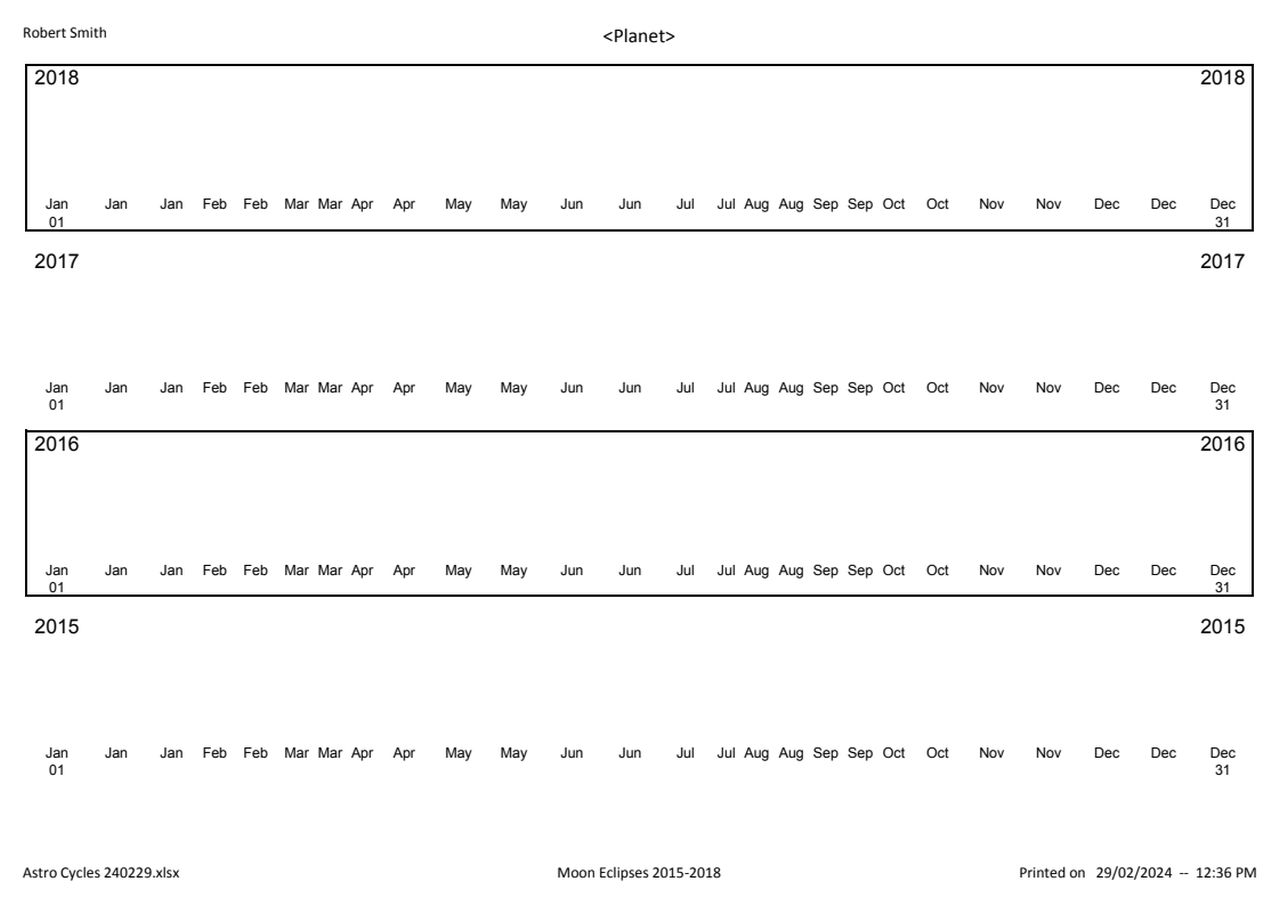 Robert Smith <Planet>
2018 2018
Jan Jan Jan Feb Feb Mar Mar Apr Apr May May Jun Jun Jul Jul Aug Aug Sep Sep Oct Oct Nov Nov Dec Dec Dec
01 31
2017 2017
Jan Jan Jan Feb Feb Mar Mar Apr Apr May May Jun Jun Jul Jul Aug Aug Sep Sep Oct Oct Nov Nov Dec Dec Dec
01 31
2016 2016
Jan Jan Jan Feb Feb Mar Mar Apr Apr May May Jun Jun Jul Jul Aug Aug Sep Sep Oct Oct Nov Nov Dec Dec Dec
01 31
2015 2015
Jan Jan Jan Feb Feb Mar Mar Apr Apr May May Jun Jun Jul Jul Aug Aug Sep Sep Oct Oct Nov Nov Dec Dec Dec
01 31
Astro Cycles 240229.xlsx Moon Eclipses 2015-2018 Printed on 29/02/2024 -- 12:36 PM